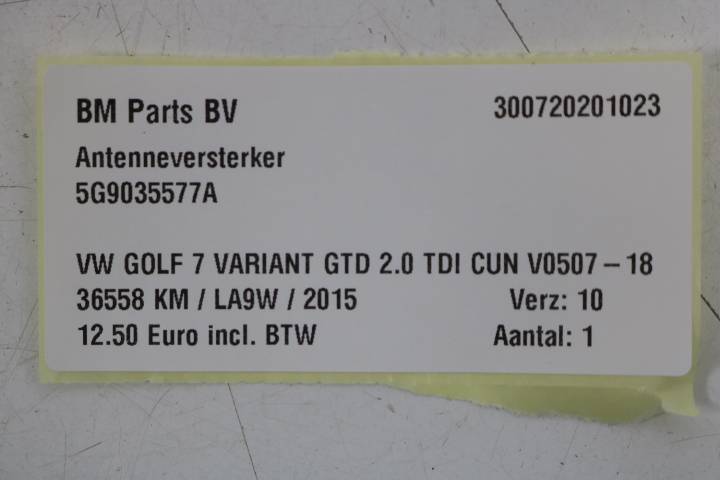 BM Parts BV 300720201023
Antenneversterker
5G9035577A
VW GOLF 7 VARIANT GTD 2.0 TDI CUN V0507-18
36558 KM / LA9W / 2015 Verz: 10
12.50 Euro incl. BTW Aantal: 1